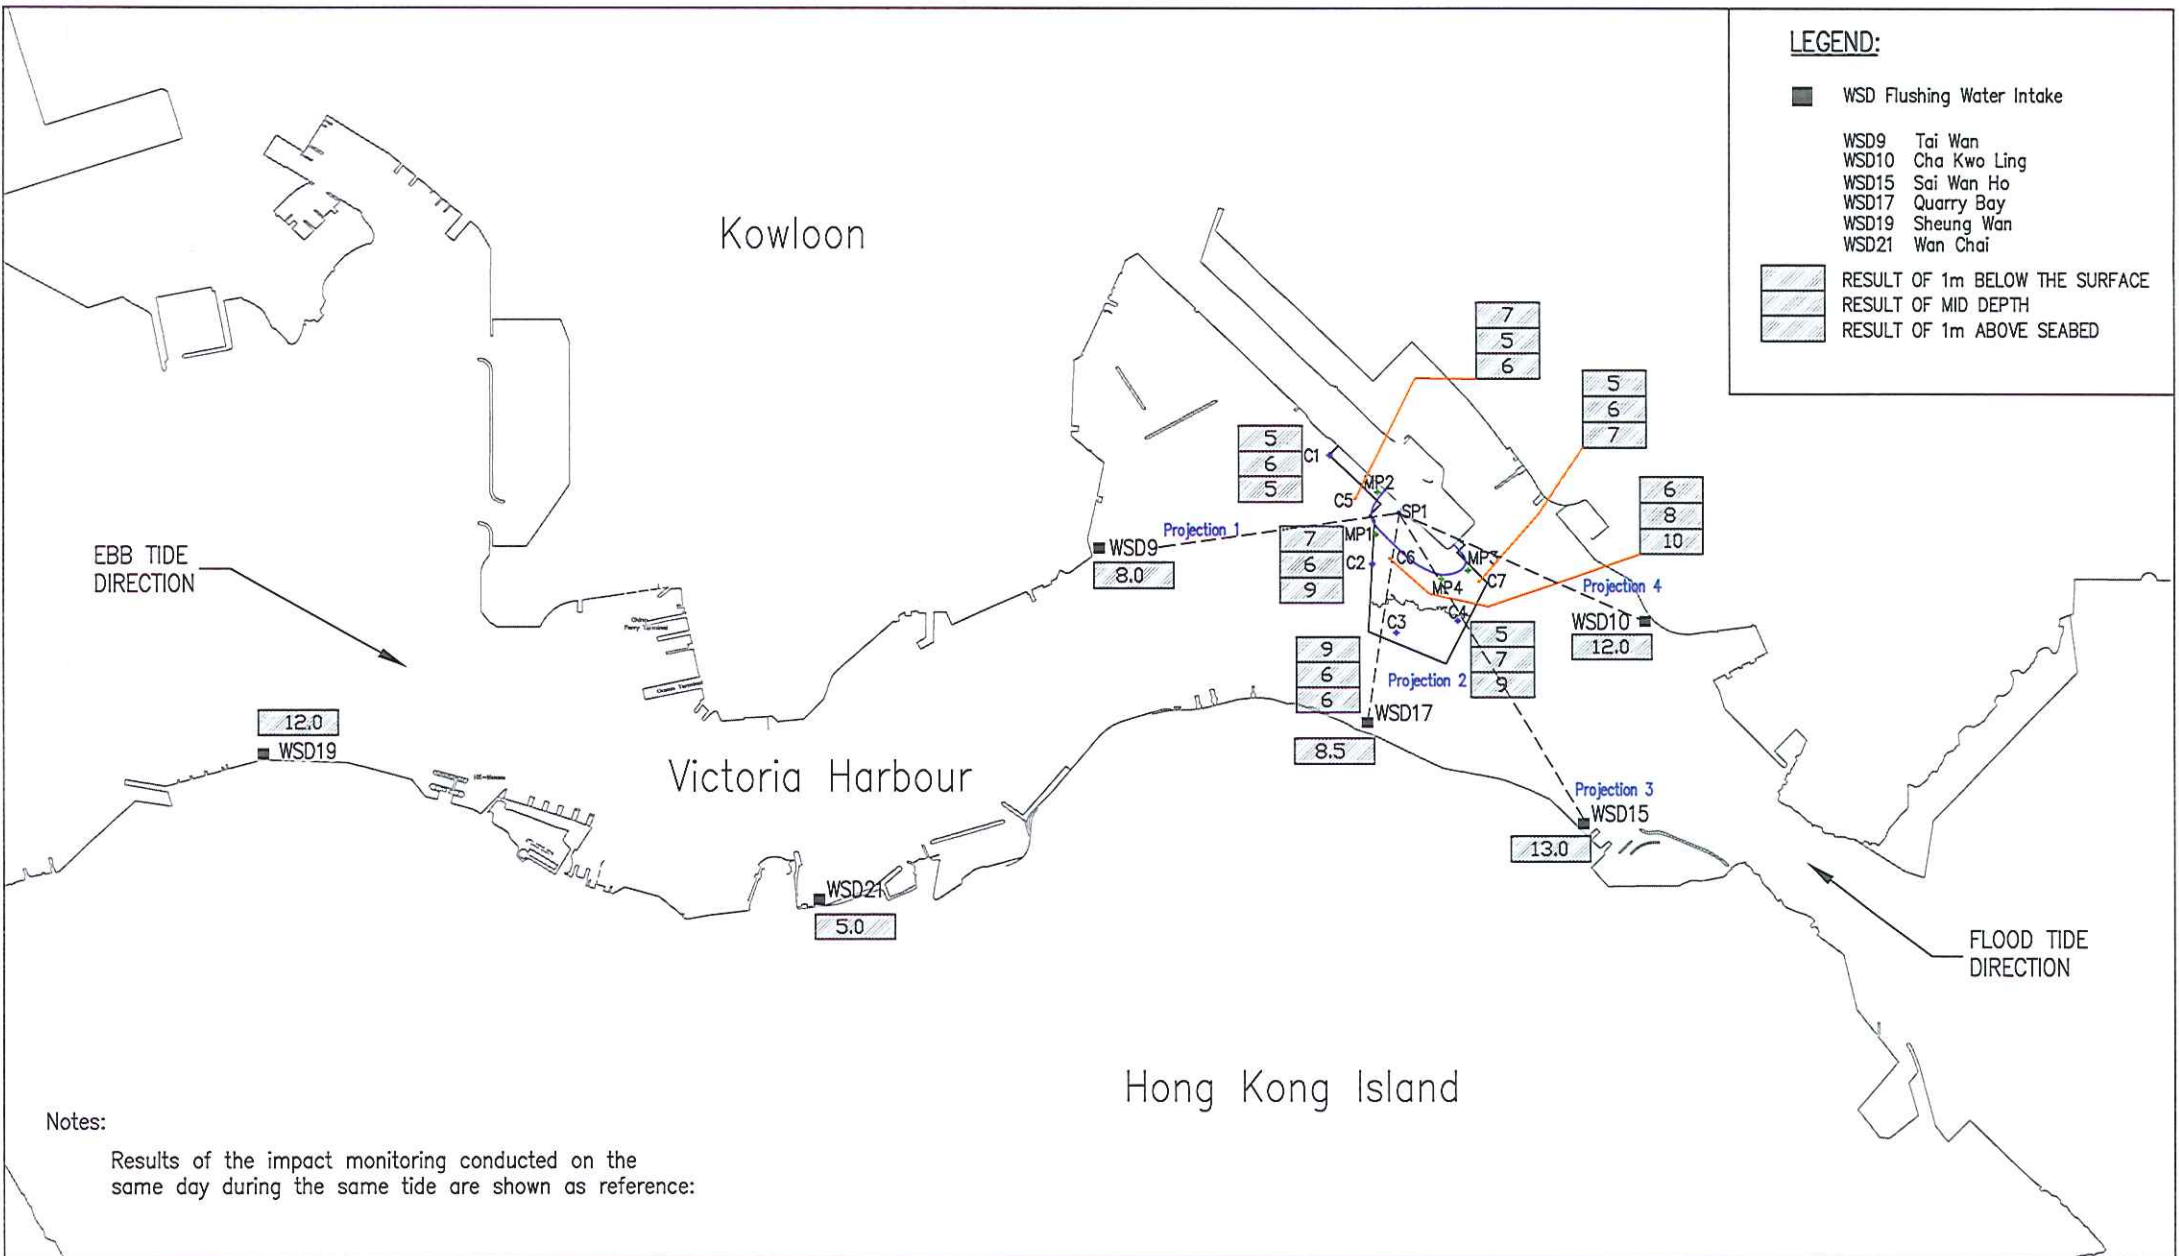 LEGEND:
WSD Flushing Water Intake
WSD9 Tai Wan
WSD10 Cha Kwo Ling
WSD15 Sai Wan Ho
WSD17 Quarry Bay
WSD19 Sheung Wan
WSD21 Wan Chai
RESULT OF 1m BELOW THE SURFACE
RESULT OF MID DEPTH
RESULT OF 1m ABOVE SEABED
Kowloon
7
5
6
5
6
7
5
6
5
C1
6
8
10
MP2
C5
SP1
Projection 1
WSD9
8.0
7
6
9
MP1
C2
C6
MP3
C7
MP4
Projection 4
C4
C3
WSD10
12.0
EBB TIDE
DIRECTION
China
Ferry Terminal
Ocean Terminal
9
6
6
5
7
9
Projection 2
WSD17
8.5
12.0
WSD19
Victoria Harbour
Projection 3
WSD15
13.0
WSD21
5.0
FLOOD TIDE
DIRECTION
Hong Kong Island
Notes:
Results of the impact monitoring conducted on the
same day during the same tide are shown as reference: